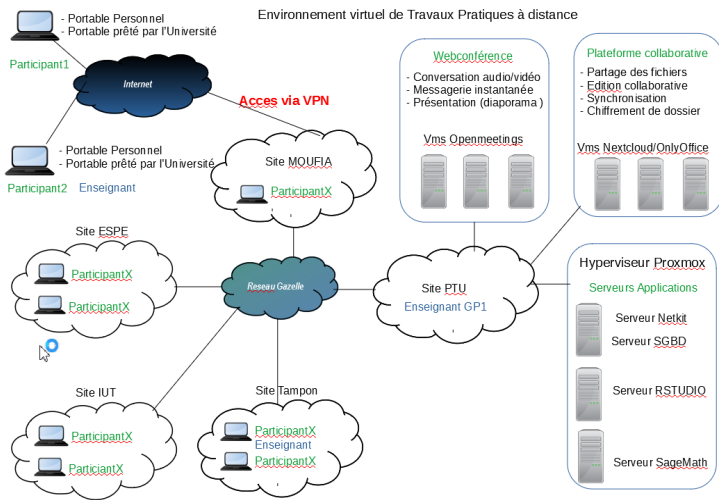 Environnement virtuel de Travaux Pratiques à distance
- Portable Personnel
- Portable prêté par l'Université
Participant1
Internet
Acces via VPN
- Portable Personnel
- Portable prêté par l'Université
Participant2 Enseignant
Webconférence
- Conversation audio/vidéo
- Messagerie instantanée
- Présentation (diaporama )
Vms Openmeetings
Plateforme collaborative
- Partage des fichiers
- Edition collaborative
- Synchronisation
- Chiffrement de dossier
Vms Nextcloud/OnlyOffice
Site MOUFIA
ParticipantX
Site ESPE
ParticipantX
ParticipantX
Reseau Gazelle
Site PTU
Enseignant GP1
Hyperviseur Proxmox
Serveurs Applications
Serveur Netkit
Serveur SGBD
Serveur RSTUDIO
Serveur SageMath
Site IUT
ParticipantX
ParticiantX
Site Tampon
ParticipantX
Enseignant
ParticipantX